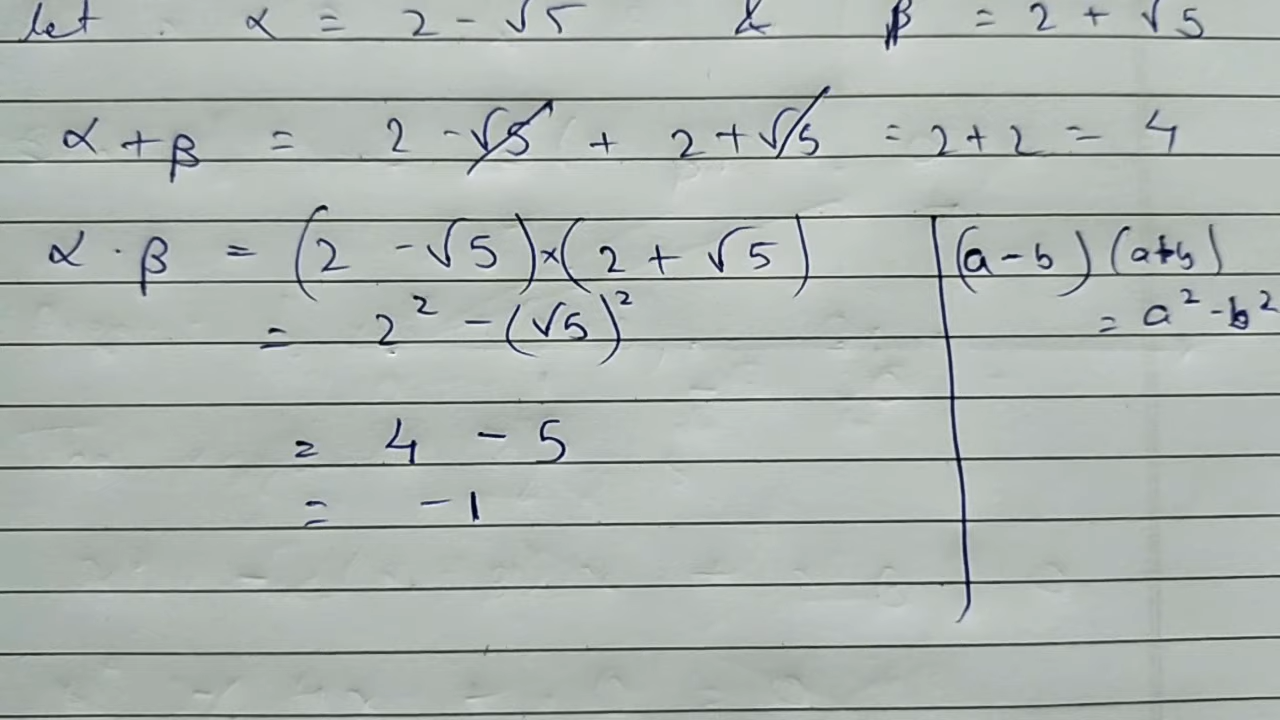 let α = 2 - √5 & β = 2 + √5
α + β = 2 - √5 + 2 + √5 = 2 + 2 = 4
α · β = (2 - √5) × (2 + √5)
= 2² - (√5)²
= 4 - 5
= -1
(a - b) (a + b)
= a² - b²